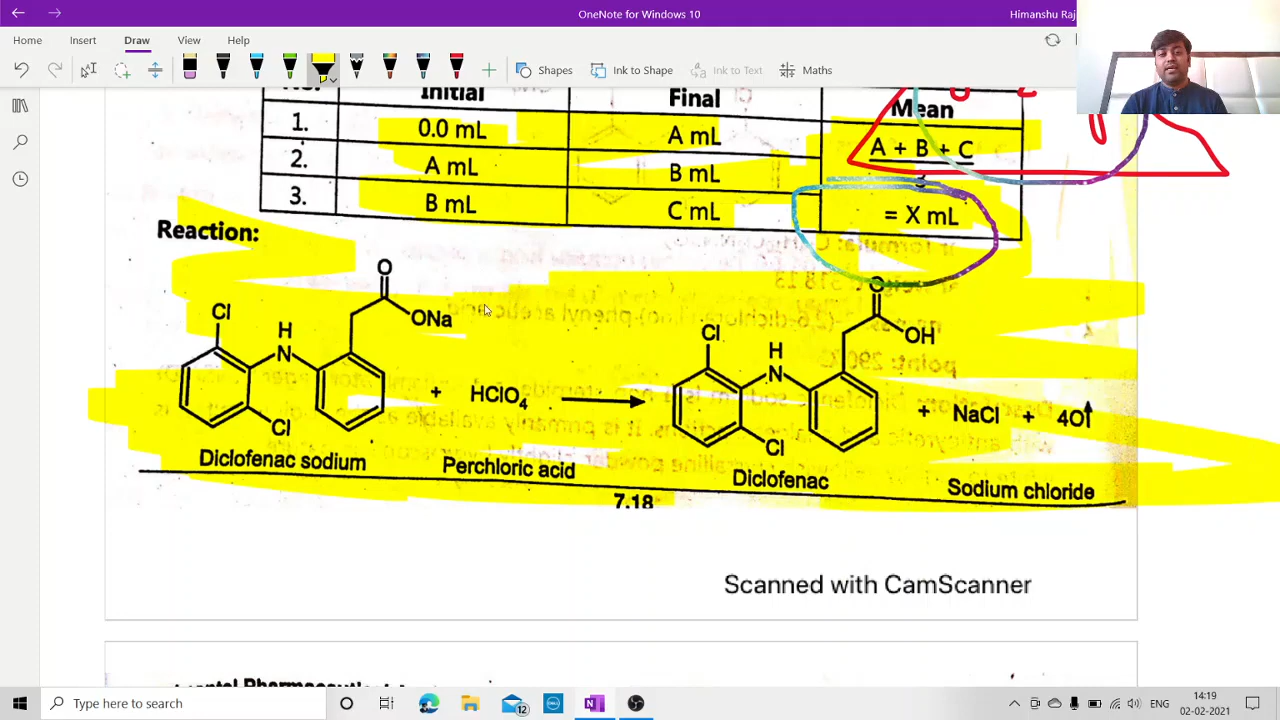 OneNote for Windows 10
Himanshu Raj
Home Insert Draw View Help
Shapes Ink to Shape Ink to Text Maths
No. Initial Final Mean
1. 0.0 mL A mL A + B + C
2. A mL B mL 3
3. B mL C mL = X mL
Reaction:
O
Cl
H
N
ONa
Cl
+ HClO4
O
Cl
H
N
OH
Cl
+ NaCl + 4O
Diclofenac sodium Perchloric acid Diclofenac Sodium chloride
7.18
Scanned with CamScanner
Type here to search
12
ENG
14:19
02-02-2021